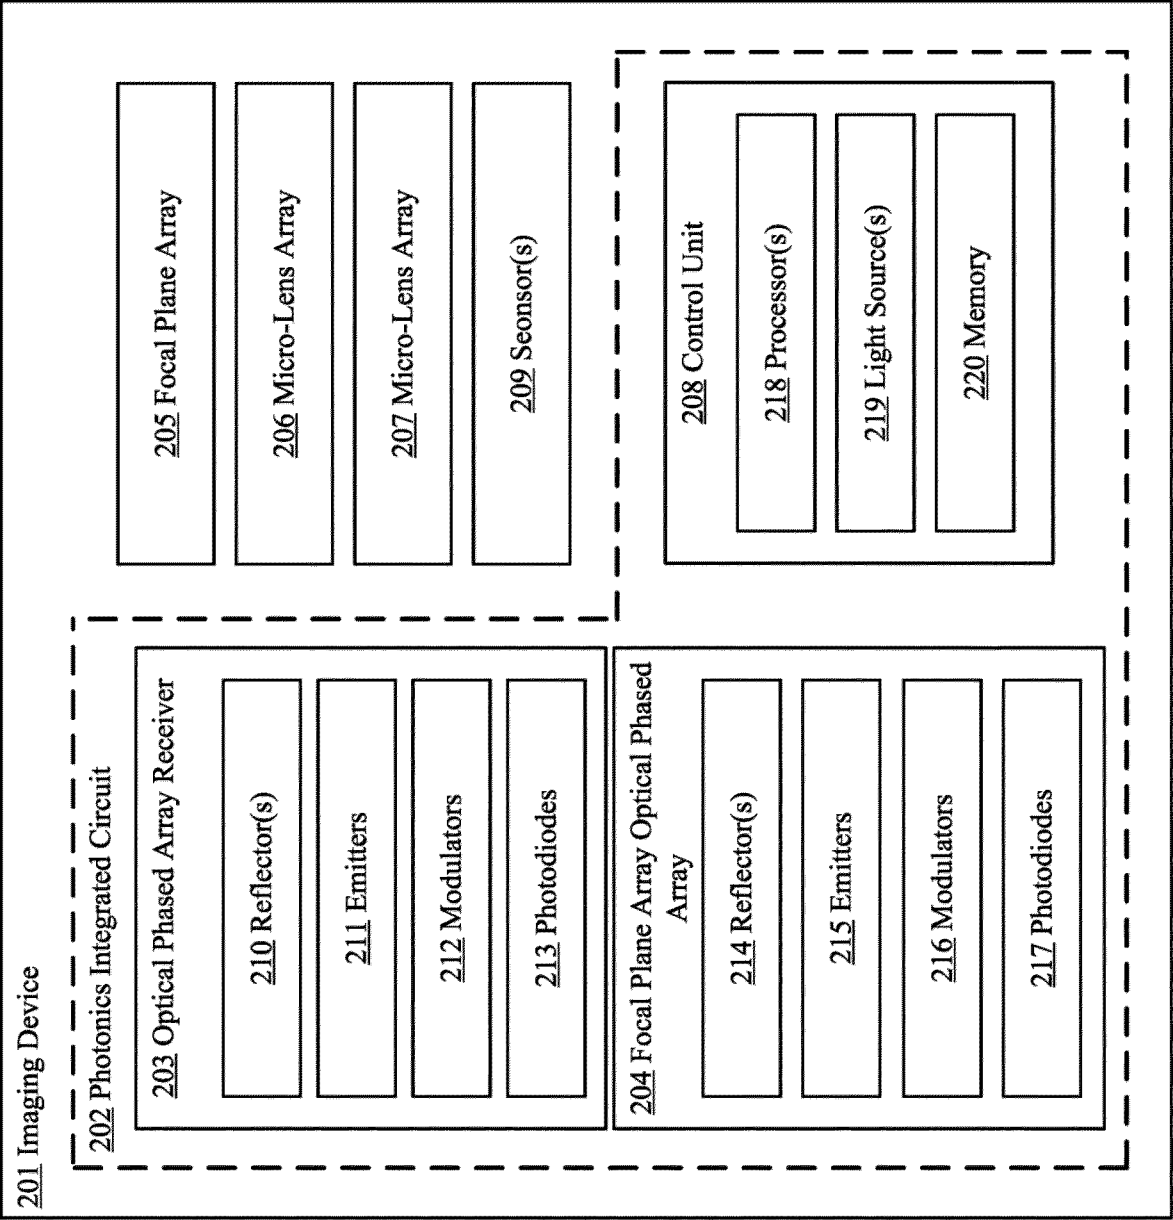 201 Imaging Device
202 Photonics Integrated Circuit
203 Optical Phased Array Receiver
210 Reflector(s)
211 Emitters
212 Modulators
213 Photodiodes
204 Focal Plane Array Optical Phased
Array
214 Reflector(s)
215 Emitters
216 Modulators
217 Photodiodes
205 Focal Plane Array
206 Micro-Lens Array
207 Micro-Lens Array
209 Seonsor(s)
208 Control Unit
218 Processor(s)
219 Light Source(s)
220 Memory